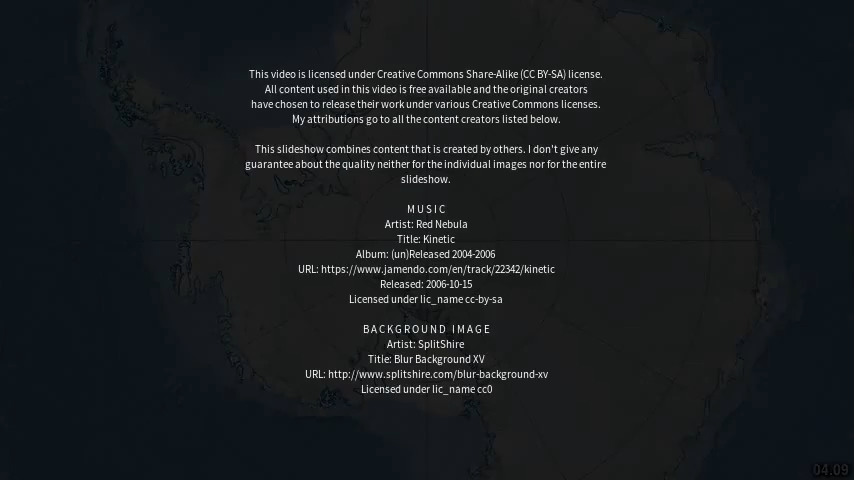 This video is licensed under Creative Commons Share-Alike (CC BY-SA) license.
All content used in this video is free available and the original creators
have chosen to release their work under various Creative Commons licenses.
My attributions go to all the content creators listed below.
This slideshow combines content that is created by others. I don't give any
guarantee about the quality neither for the individual images nor for the entire
slideshow.
MUSIC
Artist: Red Nebula
Title: Kinetic
Album: (un)Released 2004-2006
URL: https://www.jamendo.com/en/track/22342/kinetic
Released: 2006-10-15
Licensed under lic_name cc-by-sa
BACKGROUND IMAGE
Artist: SplitShire
Title: Blur Background XV
URL: http://www.splitshire.com/blur-background-xv
Licensed under lic_name cc0
04.09